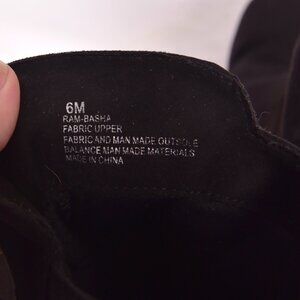 6M
RAM-BASHA
FABRIC UPPER
FABRIC AND MAN MADE OUTSOLE
BALANCE MAN MADE MATERIALS
MADE IN CHINA